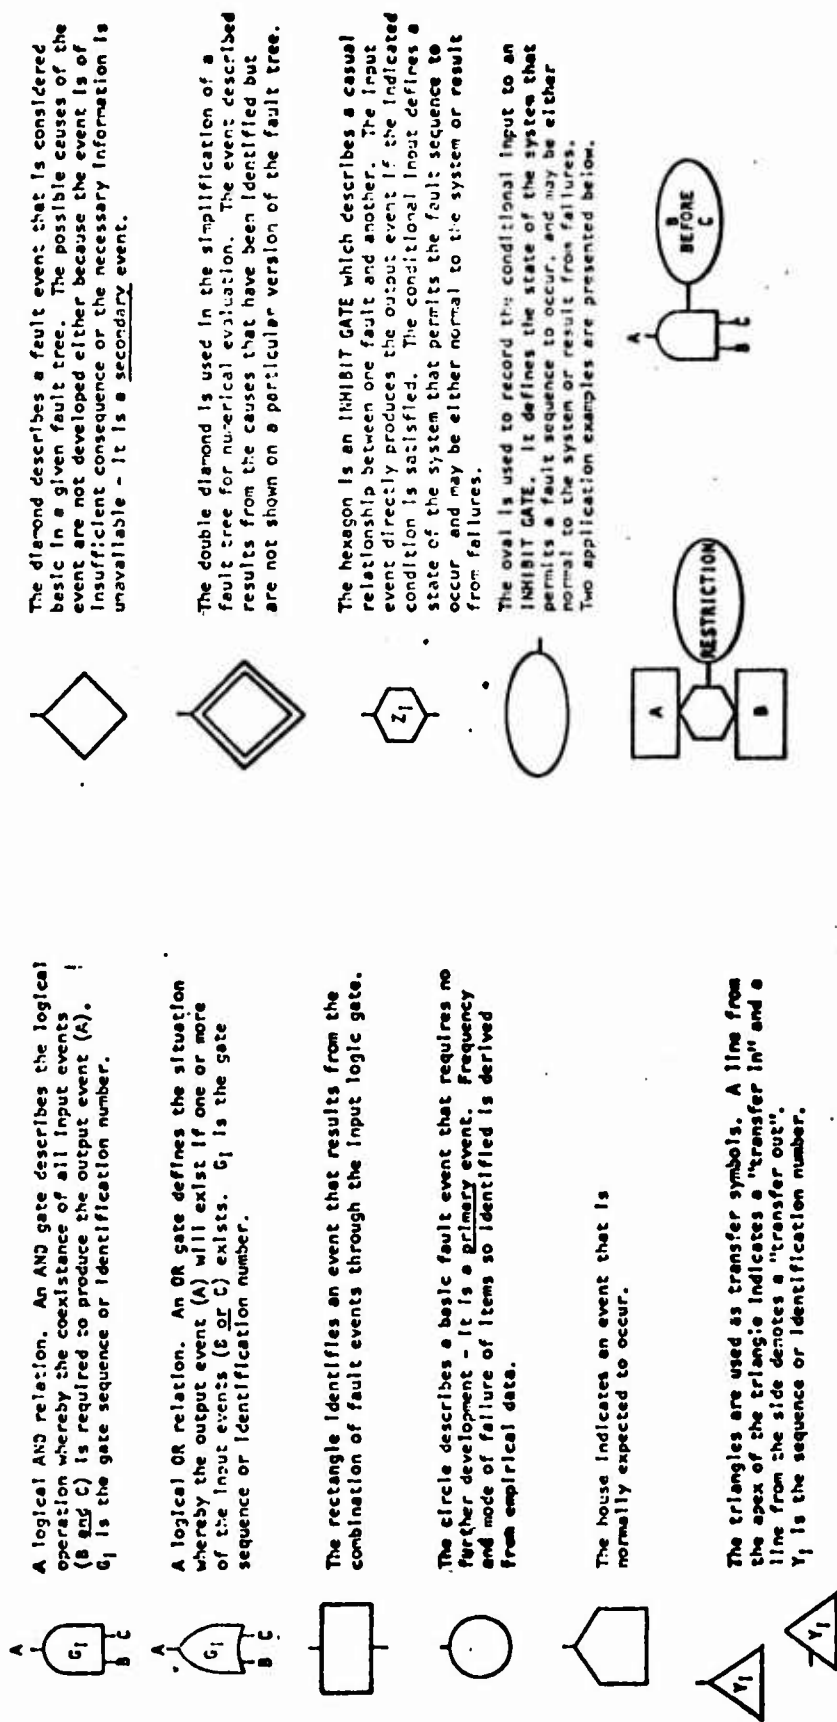 A
G₁
B C
A logical AND relation. An AND gate describes the logical
operation whereby the coexistance of all input events
(B and C) is required to produce the output event (A).
G₁ is the gate sequence or identification number.
A
G₁
B C
A logical OR relation. An OR gate defines the situation
whereby the output event (A) will exist if one or more
of the input events (B or C) exists. G₁ is the gate
sequence or identification number.
The rectangle identifies an event that results from the
combination of fault events through the input logic gate.
The circle describes a basic fault event that requires no
further development - it is a primary event. Frequency
and mode of failure of items so identified is derived
from empirical data.
The house indicates an event that is
normally expected to occur.
Y₁
Y₁
The triangles are used as transfer symbols. A line from
the apex of the triangle indicates a "transfer in" and a
line from the side denotes a "transfer out".
Y₁ is the sequence or identification number.
The diamond describes a fault event that is considered
basic in a given fault tree. The possible causes of the
event are not developed either because the event is of
insufficient consequence or the necessary information is
unavailable - it is a secondary event.
The double diamond is used in the simplification of a
fault tree for numerical evaluation. The event described
results from the causes that have been identified but
are not shown on a particular version of the fault tree.
Z₁
The hexagon is an INHIBIT GATE which describes a casual
relationship between one fault and another. The input
event directly produces the output event if the indicated
condition is satisfied. The conditional input defines a
state of the system that permits the fault sequence to
occur, and may be either normal to the system or result
from failures.
The oval is used to record the conditional input to an
INHIBIT GATE. It defines the state of the system that
permits a fault sequence to occur, and may be either
normal to the system or result from failures.
Two application examples are presented below.
A
RESTRICTION
B
A
B
BEFORE
C
B C